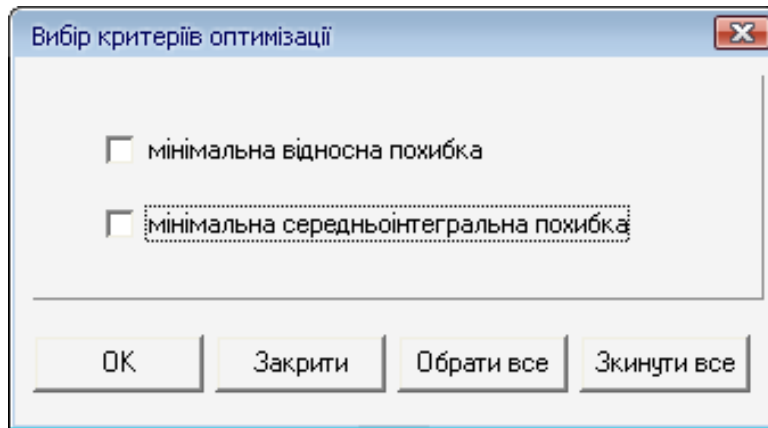 Вибір критеріїв оптимізації
мінімальна відносна похибка
мінімальна середньоінтегральна похибка
OK Закрити Обрати все Зкинути все